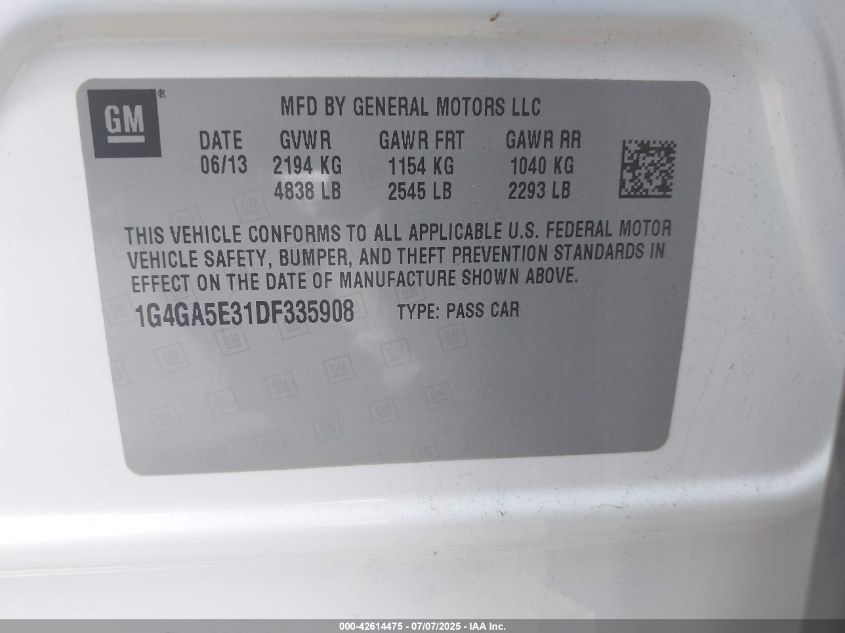 GM ®
MFD BY GENERAL MOTORS LLC
DATE GVWR GAWR FRT GAWR RR
06/13 2194 KG 1154 KG 1040 KG
4838 LB 2545 LB 2293 LB
THIS VEHICLE CONFORMS TO ALL APPLICABLE U.S. FEDERAL MOTOR
VEHICLE SAFETY, BUMPER, AND THEFT PREVENTION STANDARDS IN
EFFECT ON THE DATE OF MANUFACTURE SHOWN ABOVE.
1G4GA5E31DF335908 TYPE: PASS CAR
000-42614475 - 07/07/2025 - IAA Inc.